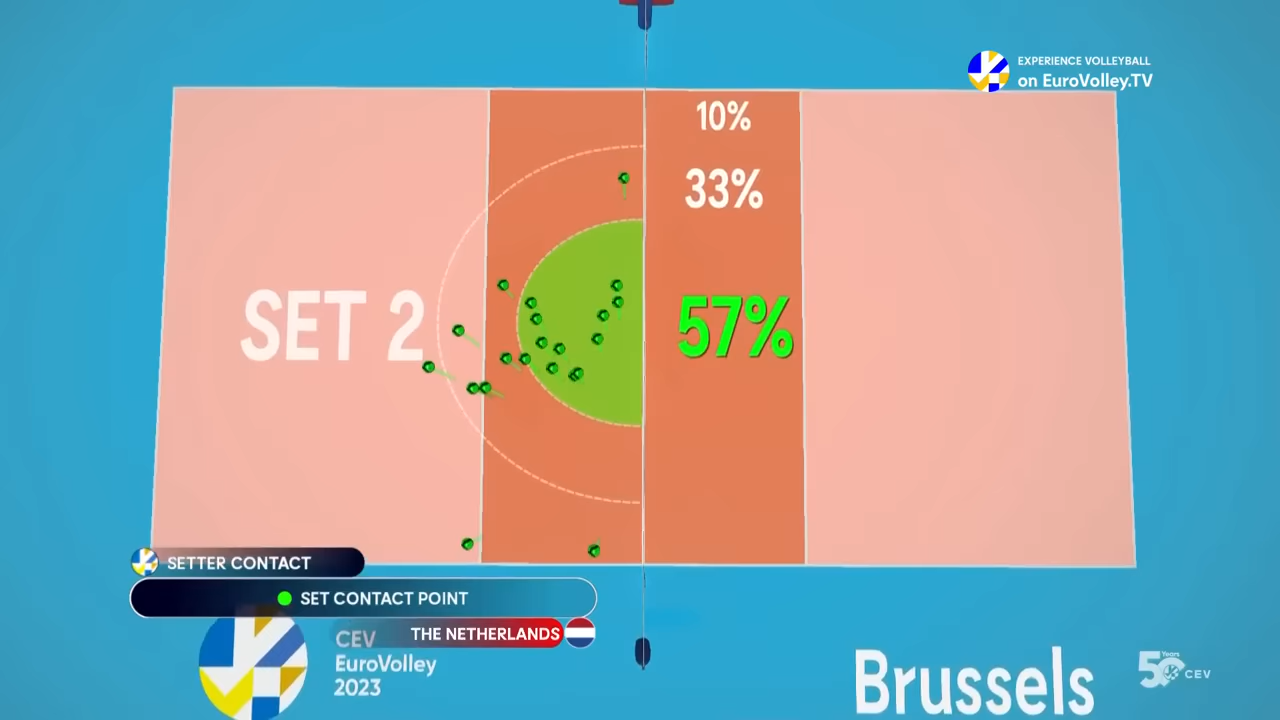 EXPERIENCE VOLLEYBALL
on EuroVolley.TV
10%
33%
57%
SET 2
SETTER CONTACT
SET CONTACT POINT
THE NETHERLANDS
CEV
EuroVolley
2023
Brussels
50 Years
CEV